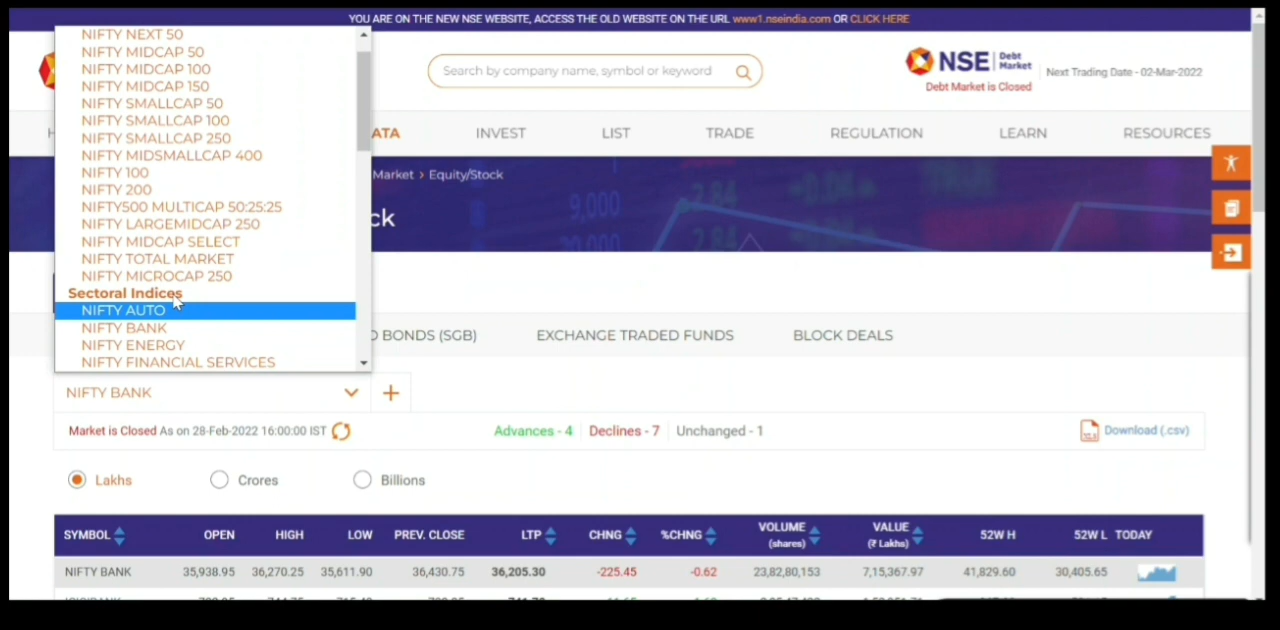 YOU ARE ON THE NEW NSE WEBSITE, ACCESS THE OLD WEBSITE ON THE URL www1.nseindia.com OR CLICK HERE
NIFTY NEXT 50
NIFTY MIDCAP 50
NIFTY MIDCAP 100
NIFTY MIDCAP 150
NIFTY SMALLCAP 50
NIFTY SMALLCAP 100
NIFTY SMALLCAP 250
NIFTY MIDSMALLCAP 400
NIFTY 100
NIFTY 200
NIFTY500 MULTICAP 50:25:25
NIFTY LARGEMIDCAP 250
NIFTY MIDCAP SELECT
NIFTY TOTAL MARKET
NIFTY MICROCAP 250
Sectoral Indices
NIFTY AUTO
NIFTY BANK
NIFTY ENERGY
NIFTY FINANCIAL SERVICES
Search by company name, symbol or keyword
NSE Debt Market
Debt Market is Closed
Next Trading Date - 02-Mar-2022
ATA INVEST LIST TRADE REGULATION LEARN RESOURCES
Market > Equity/Stock
ck
9,000
2.84
2.84
BONDS (SGB) EXCHANGE TRADED FUNDS BLOCK DEALS
NIFTY BANK +
Market is Closed As on 28-Feb-2022 16:00:00 IST Advances - 4 Declines - 7 Unchanged - 1 Download (.csv)
Lakhs Crores Billions
SYMBOL OPEN HIGH LOW PREV. CLOSE LTP CHNG %CHNG VOLUME (shares) VALUE (₹ Lakhs) 52W H 52W L TODAY
NIFTY BANK 35,938.95 36,270.25 35,611.90 36,430.75 36,205.30 -225.45 -0.62 23,82,80,153 7,15,367.97 41,829.60 30,405.65